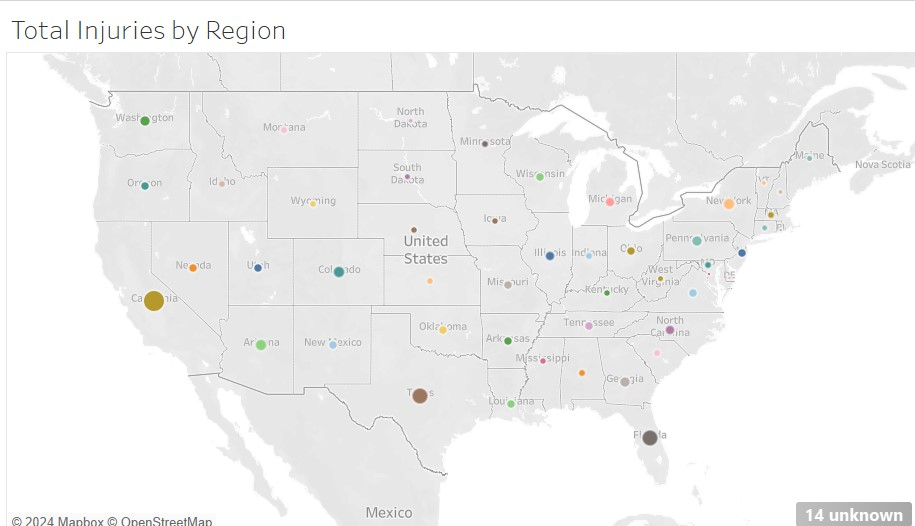 Total Injuries by Region
Washington
Montana
North
Dakota
Minnesota
Maine
Nova Scotia
Oregon
Idaho
South
Dakota
Wisconsin
Michigan
New York
Wyoming
Iowa
United
States
Illinois
Indiana
Ohio
Pennsylvania
Nevada
Utah
Colorado
Missouri
West
Virginia
Kentucky
California
Arizona
New Mexico
Oklahoma
Arkansas
Tennessee
North
Carolina
Mississippi
Texas
Louisiana
Georgia
Florida
Mexico
© 2024 Mapbox © OpenStreetMap
14 unknown